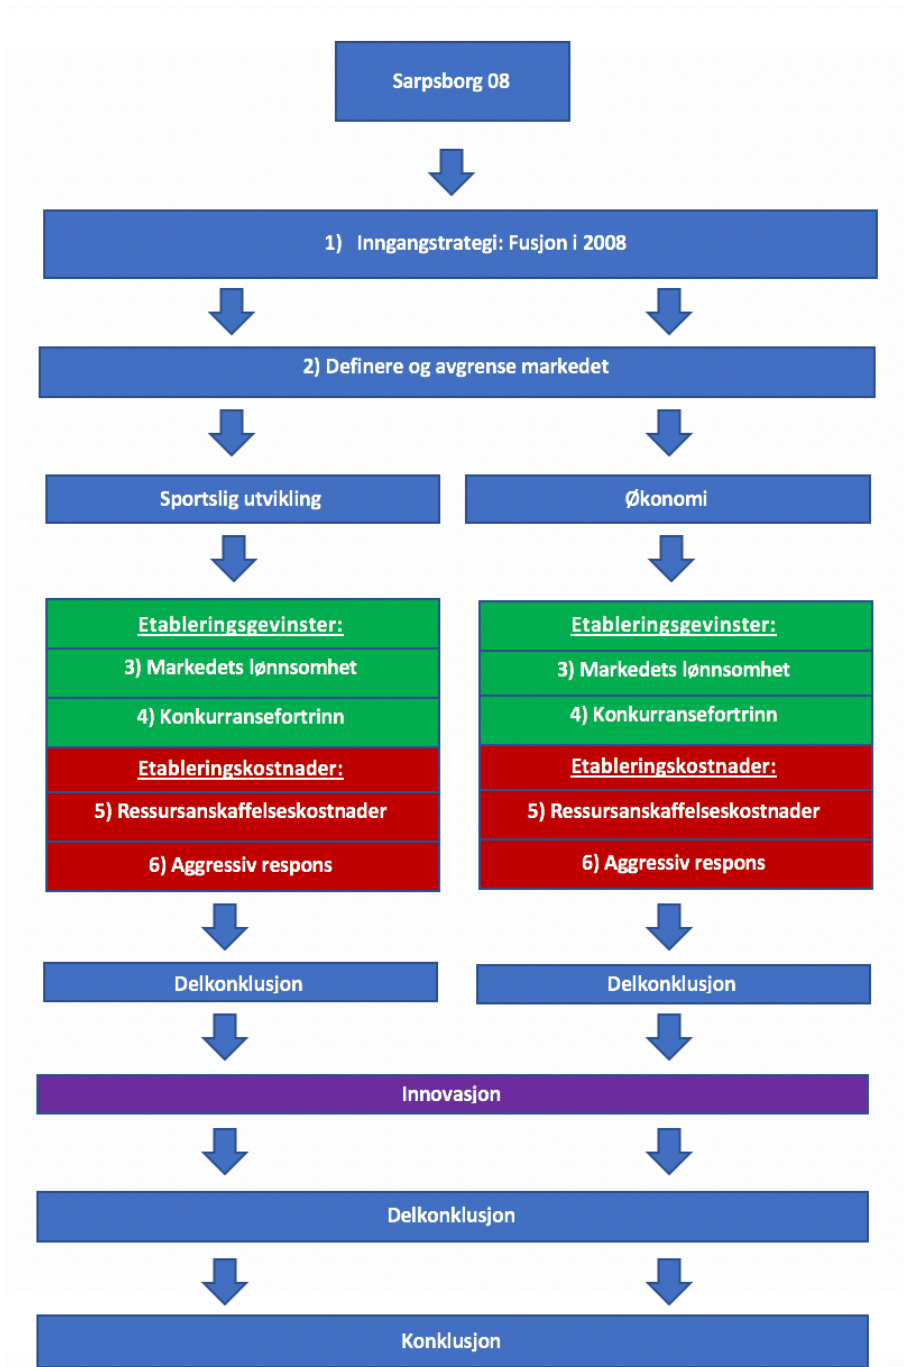 Sarpsborg 08
1) Inngangstrategi: Fusjon i 2008
2) Definere og avgrense markedet
Sportslig utvikling
Økonomi
Etableringsgevinster:
3) Markedets lønnsomhet
4) Konkurransefortrinn
Etableringskostnader:
5) Ressursanskaffelseskostnader
6) Aggressiv respons
Etableringsgevinster:
3) Markedets lønnsomhet
4) Konkurransefortrinn
Etableringskostnader:
5) Ressursanskaffelseskostnader
6) Aggressiv respons
Delkonklusjon
Delkonklusjon
Innovasjon
Delkonklusjon
Konklusjon